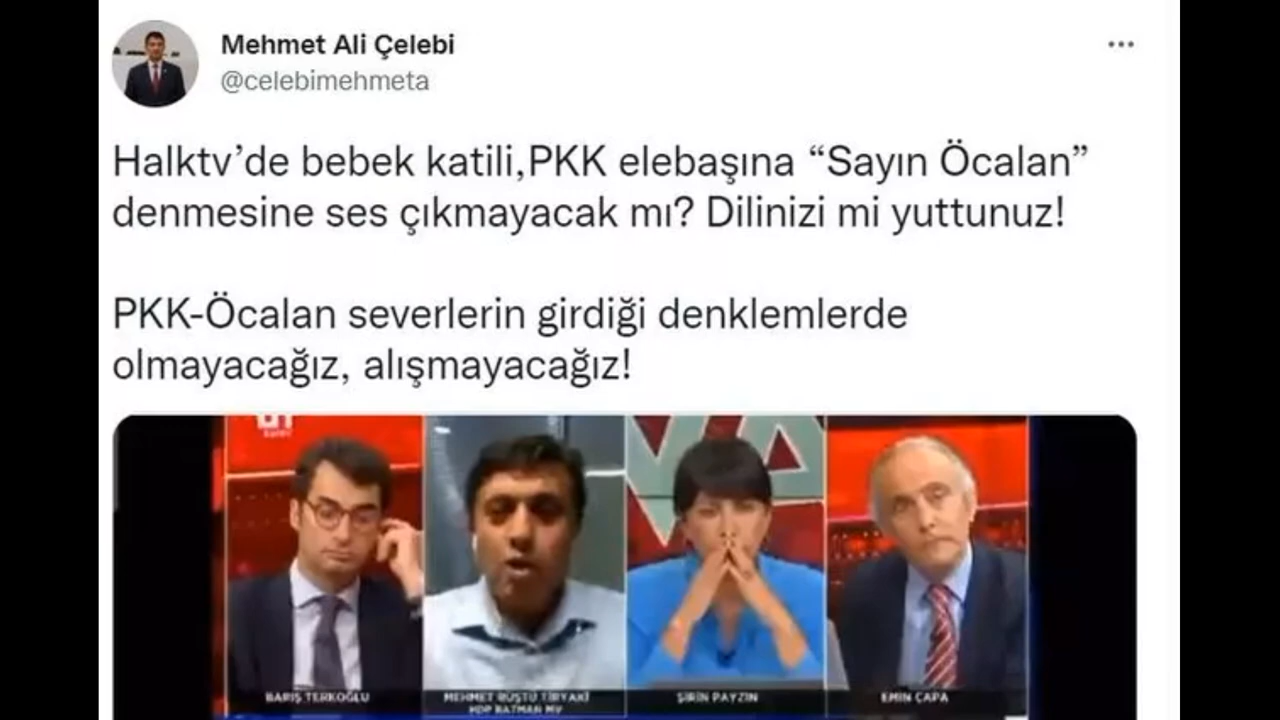 Mehmet Ali Çelebi
@celebimehmeta
Halktv’de bebek katili,PKK elebaşına “Sayın Öcalan”
denmesine ses çıkmayacak mı? Dilinizi mi yuttunuz!
PKK-Öcalan severlerin girdiği denklemlerde
olmayacağız, alışmayacağız!
BARIŞ TERKOĞLU
MEHMET RÜŞTÜ TİRYAKİ
HDP BATMAN MV
ŞİRİN PAYZIN
EMİN ÇAPA